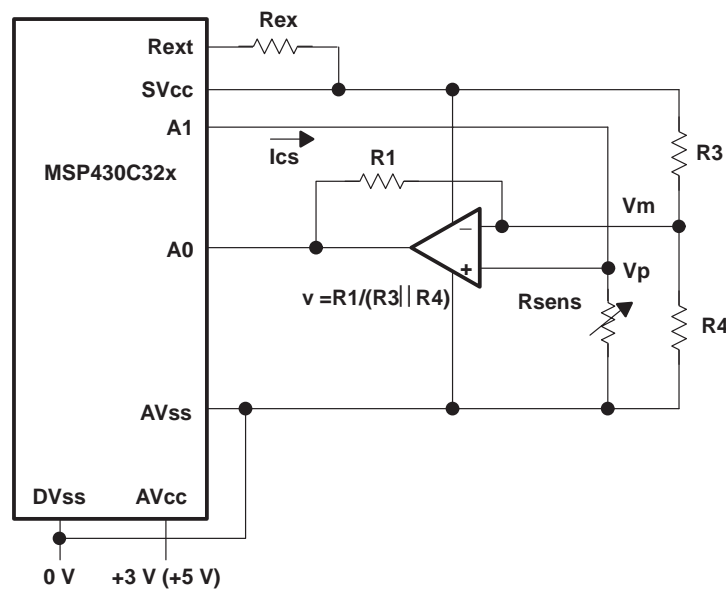 Rex
Rext
SVcc
A1
Ics
R1
R3
MSP430C32x
Vm
−
A0
+
Vp
v =R1/(R3||R4)
Rsens
R4
AVss
DVss AVcc
0 V +3 V (+5 V)